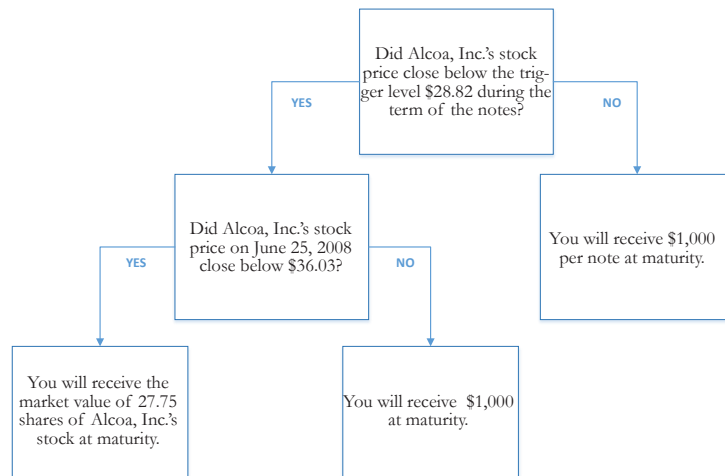 Did Alcoa, Inc.'s stock
price close below the trig-
ger level $28.82 during the
term of the notes?
YES
NO
Did Alcoa, Inc.'s stock
price on June 25, 2008
close below $36.03?
You will receive $1,000
per note at maturity.
YES
NO
You will receive the
market value of 27.75
shares of Alcoa, Inc.'s
stock at maturity.
You will receive $1,000
at maturity.